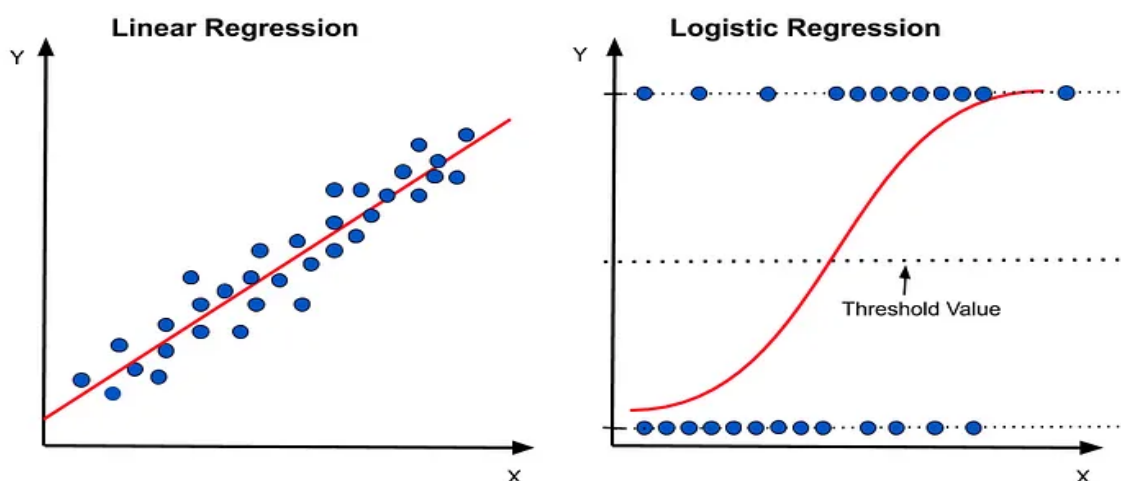 Linear Regression
Y
X
Logistic Regression
Y
Threshold Value
X